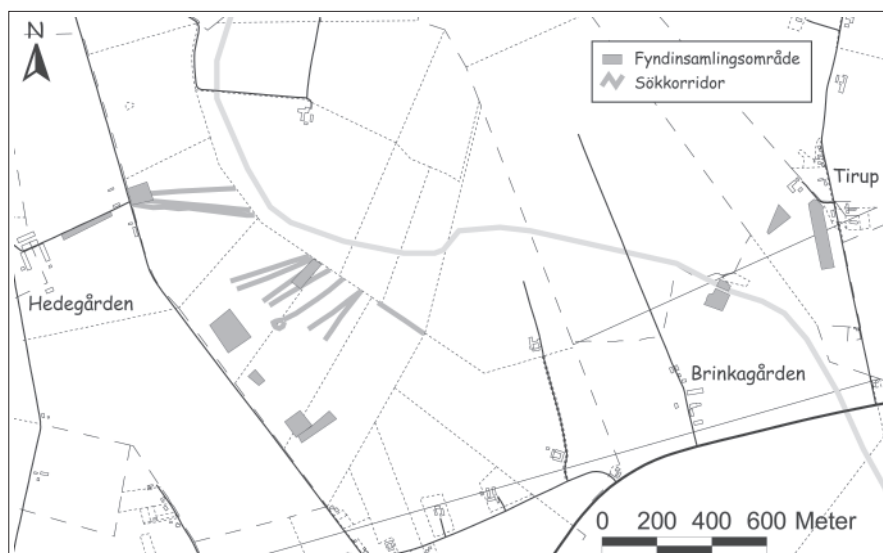 N
Fyndinsamlingsområde
Sökkorridor
Tirup
Hedegården
Brinkagården
0 200 400 600 Meter